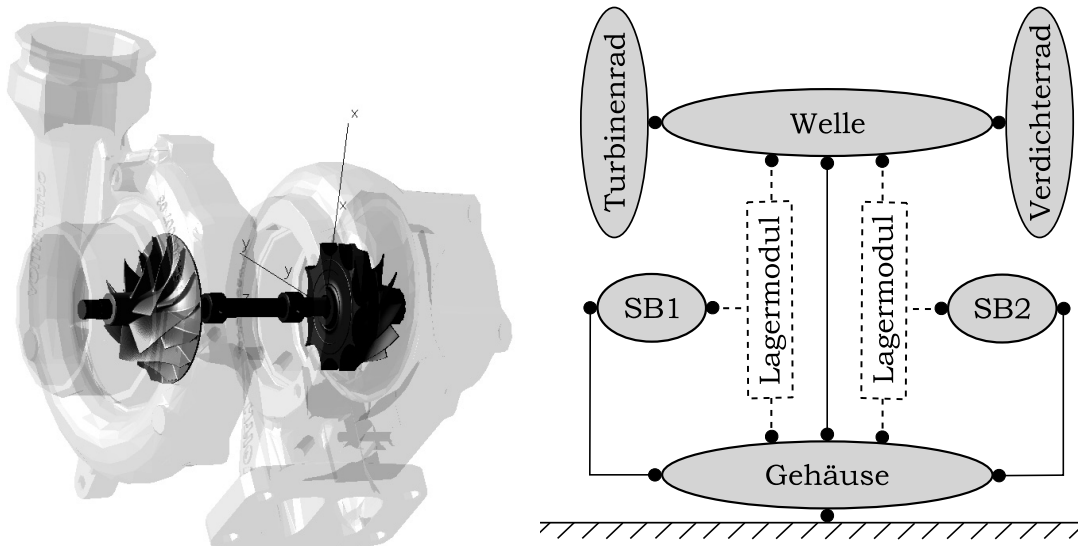 x
x
y
y
z
Turbinenrad
Welle
Verdichterrad
Lagermodul
Lagermodul
SB1
SB2
Gehäuse